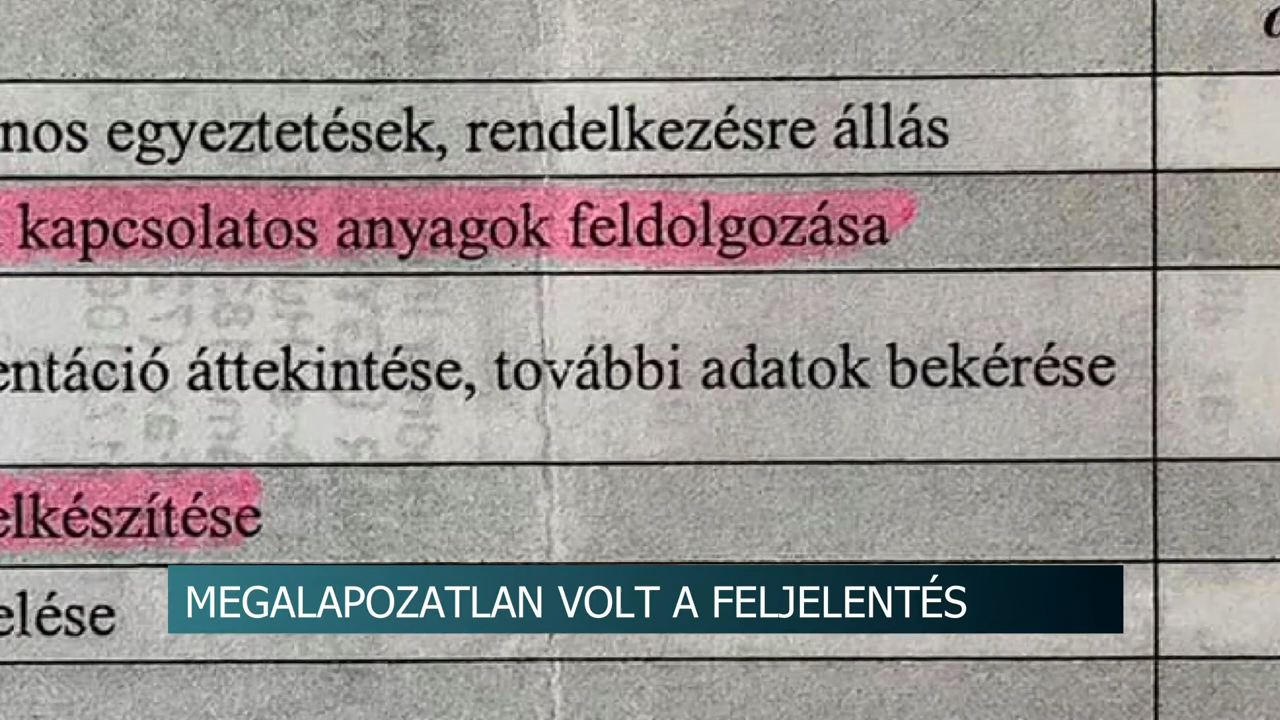 nos egyeztetések, rendelkezésre állás
kapcsolatos anyagok feldolgozása
entáció áttekintése, további adatok bekérése
elkészítése
elése
MEGALAPOZATLAN VOLT A FELJELENTÉS